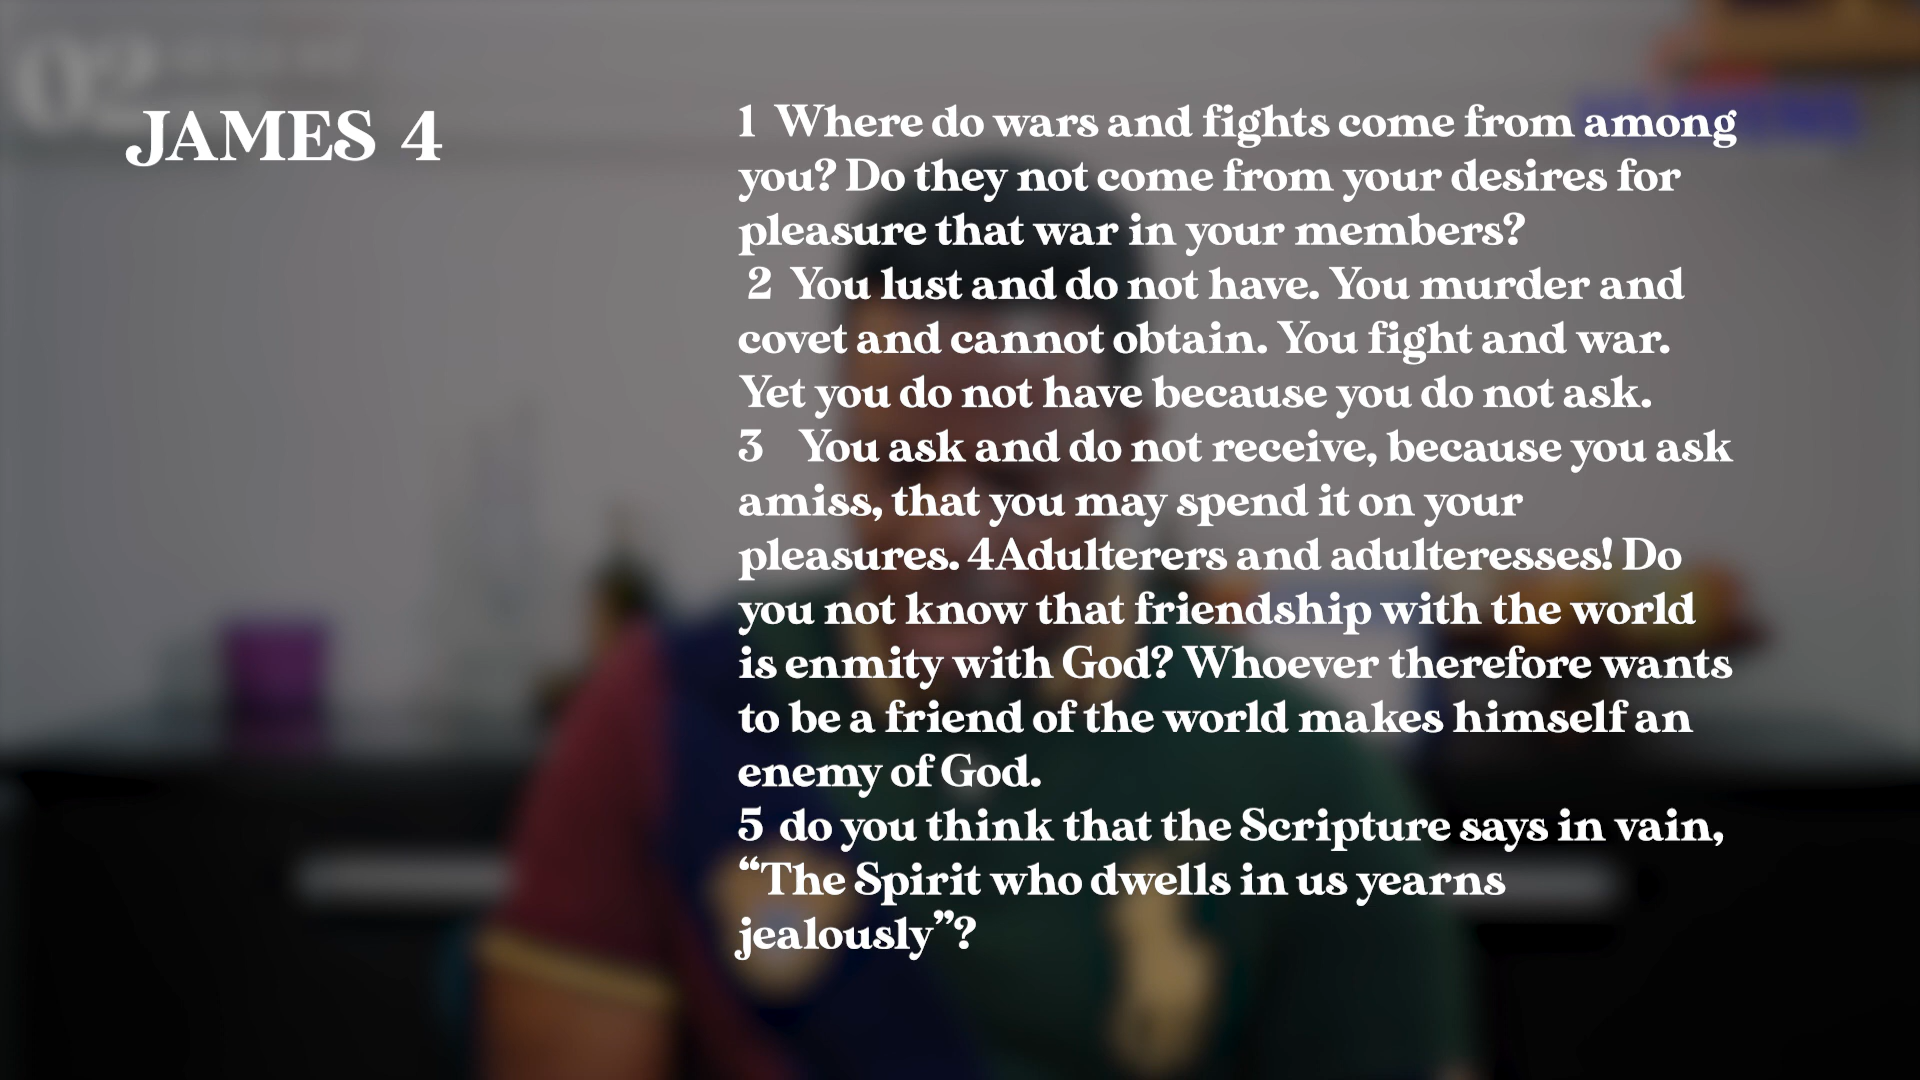 JAMES 4
1 Where do wars and fights come from among
you? Do they not come from your desires for
pleasure that war in your members?
2 You lust and do not have. You murder and
covet and cannot obtain. You fight and war.
Yet you do not have because you do not ask.
3 You ask and do not receive, because you ask
amiss, that you may spend it on your
pleasures. 4Adulterers and adulteresses! Do
you not know that friendship with the world
is enmity with God? Whoever therefore wants
to be a friend of the world makes himself an
enemy of God.
5 do you think that the Scripture says in vain,
“The Spirit who dwells in us yearns
jealously”?
02